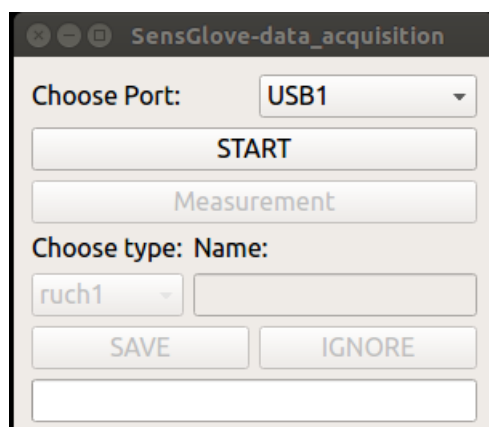 SensGlove-data_acquisition
Choose Port: USB1
START
Measurement
Choose type: Name:
ruch1
SAVE IGNORE